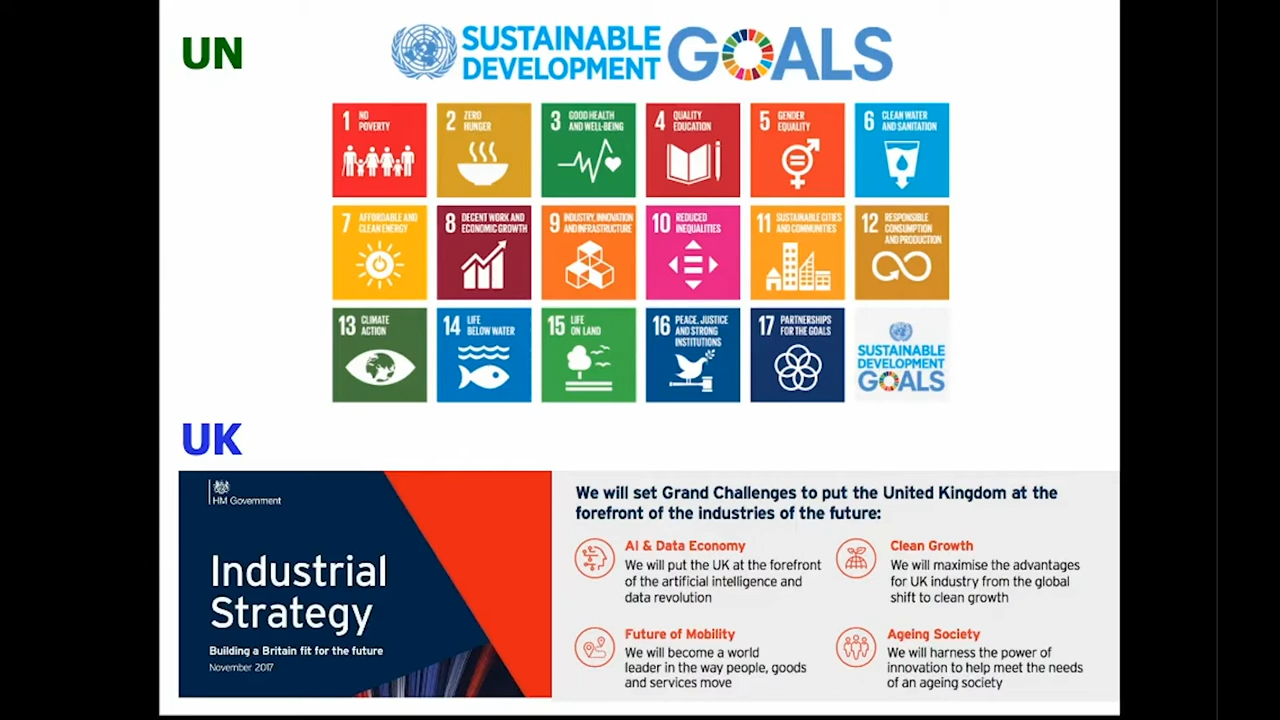 UN
SUSTAINABLE
DEVELOPMENT
GOALS
1 NO
POVERTY
2 ZERO
HUNGER
3 GOOD HEALTH
AND WELL-BEING
4 QUALITY
EDUCATION
5 GENDER
EQUALITY
6 CLEAN WATER
AND SANITATION
7 AFFORDABLE AND
CLEAN ENERGY
8 DECENT WORK AND
ECONOMIC GROWTH
9 INDUSTRY, INNOVATION
AND INFRASTRUCTURE
10 REDUCED
INEQUALITIES
11 SUSTAINABLE CITIES
AND COMMUNITIES
12 RESPONSIBLE
CONSUMPTION
AND PRODUCTION
13 CLIMATE
ACTION
14 LIFE
BELOW WATER
15 LIFE
ON LAND
16 PEACE, JUSTICE
AND STRONG
INSTITUTIONS
17 PARTNERSHIPS
FOR THE GOALS
SUSTAINABLE
DEVELOPMENT
GOALS
UK
HM Government
Industrial
Strategy
Building a Britain fit for the future
November 2017
We will set Grand Challenges to put the United Kingdom at the
forefront of the industries of the future:
AI & Data Economy
We will put the UK at the forefront
of the artificial intelligence and
data revolution
Clean Growth
We will maximise the advantages
for UK industry from the global
shift to clean growth
Future of Mobility
We will become a world
leader in the way people, goods
and services move
Ageing Society
We will harness the power of
innovation to help meet the needs
of an ageing society